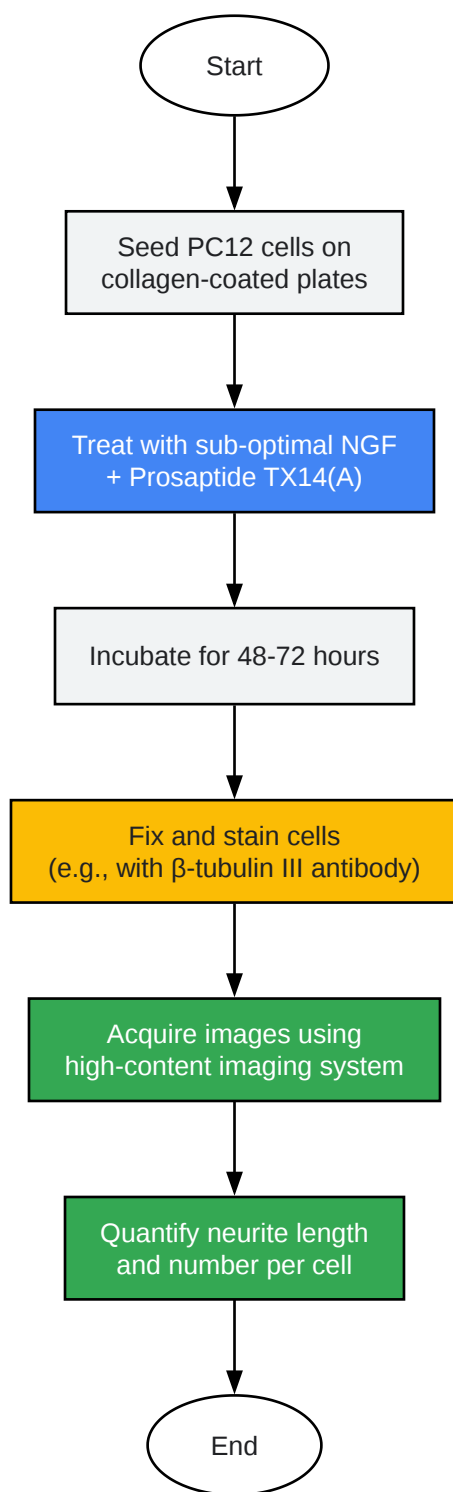 Start
Seed PC12 cells on
collagen-coated plates
Treat with sub-optimal NGF
+ Prosaptide TX14(A)
Incubate for 48-72 hours
Fix and stain cells
(e.g., with β-tubulin III antibody)
Acquire images using
high-content imaging system
Quantify neurite length
and number per cell
End